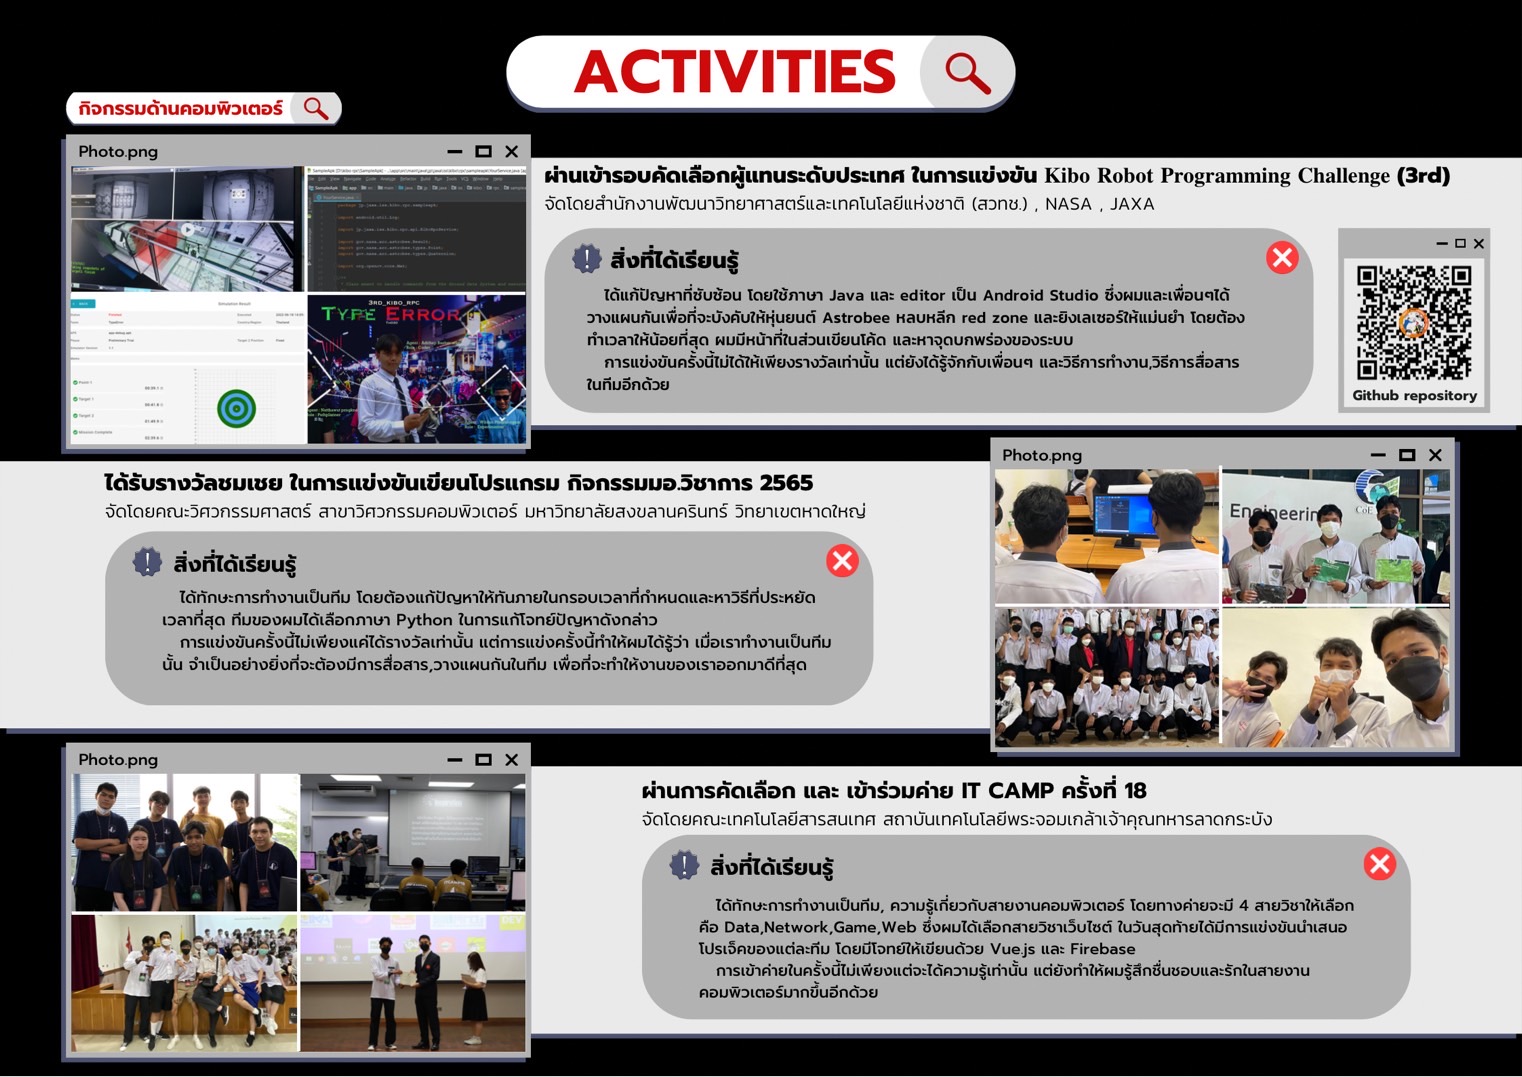 ACTIVITIES
กิจกรรมด้านคอมพิวเตอร์
Photo.png
3RD_KIBO_RPC
TYPE ERROR
ผ่านเข้ารอบคัดเลือกผู้แทนระดับประเทศ ในการแข่งขัน Kibo Robot Programming Challenge (3rd)
จัดโดยสำนักงานพัฒนาวิทยาศาสตร์และเทคโนโลยีแห่งชาติ (สวทช.) , NASA , JAXA
สิ่งที่ได้เรียนรู้
ได้แก้ปัญหาที่ซับซ้อน โดยใช้ภาษา Java และ editor เป็น Android Studio ซึ่งผมและเพื่อนๆได้
วางแผนกันเพื่อที่จะบังคับให้หุ่นยนต์ Astrobee หลบหลีก red zone และยิงเลเซอร์ให้แม่นยำ โดยต้อง
ทำเวลาให้น้อยที่สุด ผมมีหน้าที่ในส่วนเขียนโค้ด และหาจุดบกพร่องของระบบ
การแข่งขันครั้งนี้ไม่ได้ให้เพียงรางวัลเท่านั้น แต่ยังได้รู้จักกับเพื่อนๆ และวิธีการทำงาน,วิธีการสื่อสาร
ในทีมอีกด้วย
Github repository
ได้รับรางวัลชมเชย ในการแข่งขันเขียนโปรแกรม กิจกรรมมอ.วิชาการ 2565
จัดโดยคณะวิศวกรรมศาสตร์ สาขาวิศวกรรมคอมพิวเตอร์ มหาวิทยาลัยสงขลานครินทร์ วิทยาเขตหาดใหญ่
สิ่งที่ได้เรียนรู้
ได้ทักษะการทำงานเป็นทีม โดยต้องแก้ปัญหาให้ทันภายในกรอบเวลาที่กำหนดและหาวิธีที่ประหยัด
เวลาที่สุด ทีมของผมได้เลือกภาษา Python ในการแก้โจทย์ปัญหาดังกล่าว
การแข่งขันครั้งนี้ไม่เพียงแค่ได้รางวัลเท่านั้น แต่การแข่งครั้งนี้ทำให้ผมได้รู้ว่า เมื่อเราทำงานเป็นทีม
นั้น จำเป็นอย่างยิ่งที่จะต้องมีการสื่อสาร,วางแผนกันในทีม เพื่อที่จะทำให้งานของเราออกมาดีที่สุด
Photo.png
Engineering
CoE
Photo.png
ผ่านการคัดเลือก และ เข้าร่วมค่าย IT CAMP ครั้งที่ 18
จัดโดยคณะเทคโนโลยีสารสนเทศ สถาบันเทคโนโลยีพระจอมเกล้าเจ้าคุณทหารลาดกระบัง
สิ่งที่ได้เรียนรู้
ได้ทักษะการทำงานเป็นทีม, ความรู้เกี่ยวกับสายงานคอมพิวเตอร์ โดยทางค่ายจะมี 4 สายวิชาให้เลือก
คือ Data,Network,Game,Web ซึ่งผมได้เลือกสายวิชาเว็บไซต์ ในวันสุดท้ายได้มีการแข่งขันนำเสนอ
โปรเจ็คของแต่ละทีม โดยมีโจทย์ให้เขียนด้วย Vue.js และ Firebase
การเข้าค่ายในครั้งนี้ไม่เพียงแต่จะได้ความรู้เท่านั้น แต่ยังทำให้ผมรู้สึกชื่นชอบและรักในสายงาน
คอมพิวเตอร์มากขึ้นอีกด้วย